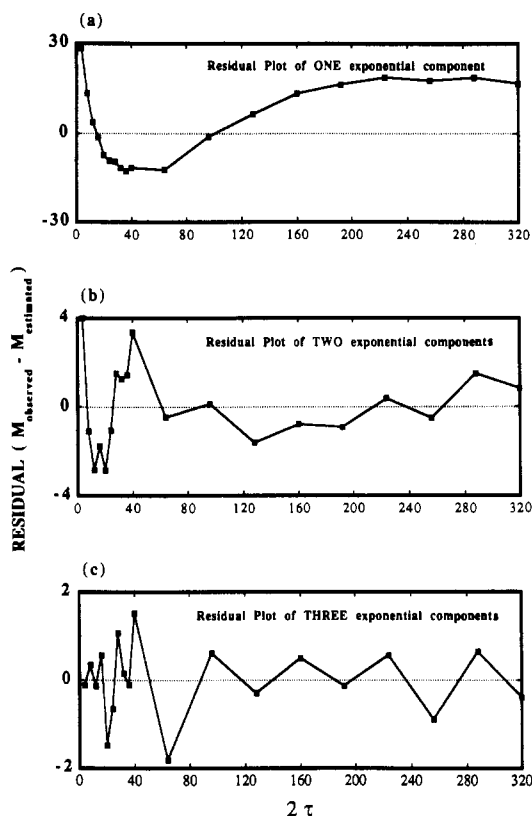 (a)
30
Residual Plot of ONE exponential component
0
-30
0 40 80 120 160 200 240 280 320
(b)
4
Residual Plot of TWO exponential components
0
-4
0 40 80 120 160 200 240 280 320
(c)
2
Residual Plot of THREE exponential components
0
-2
0 40 80 120 160 200 240 280 320
2 τ
RESIDUAL ( M observed - M estimated )